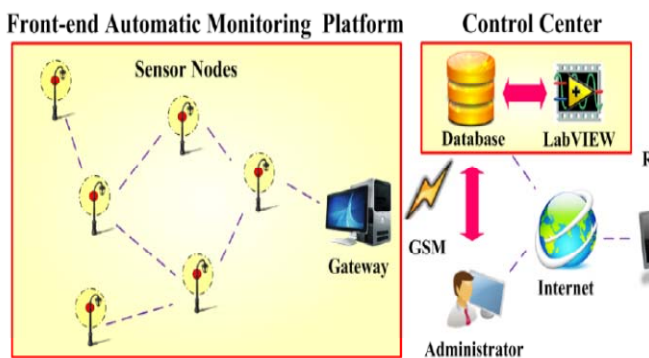 Front-end Automatic Monitoring Platform
Control Center
Sensor Nodes
Database
LabVIEW
Gateway
GSM
Internet
Administrator